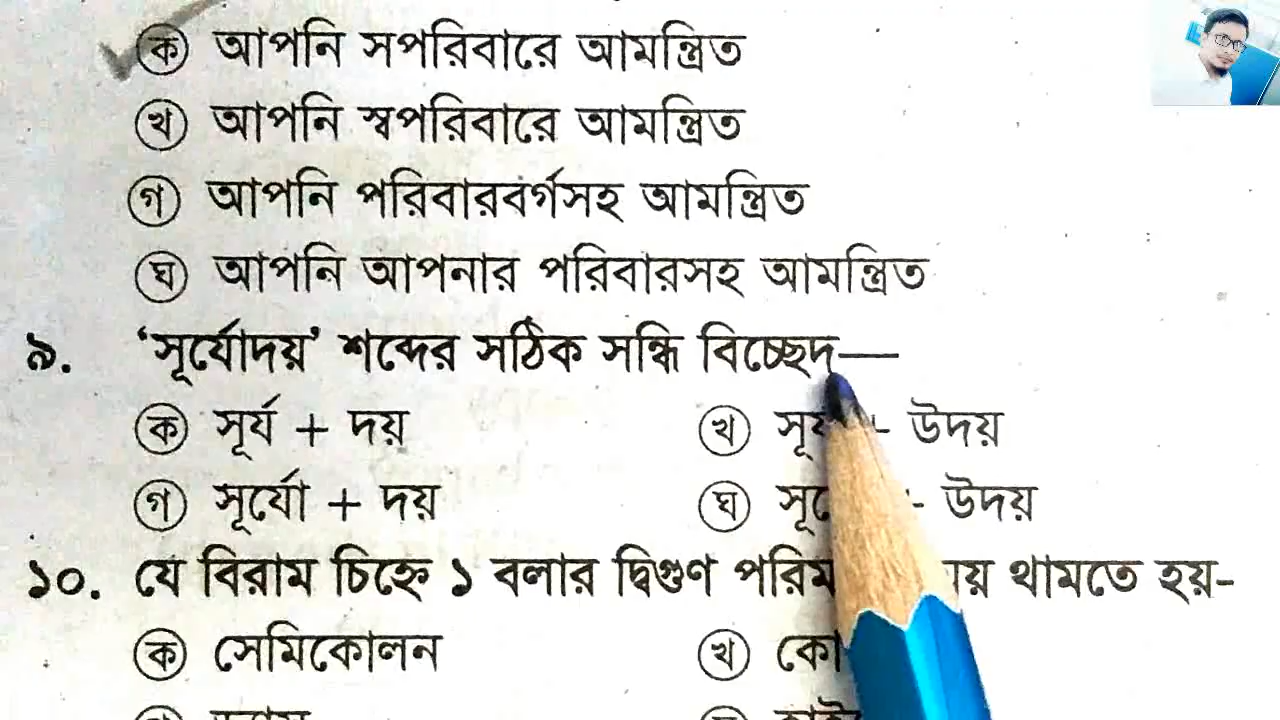 ক আপনি সপরিবারে আমন্ত্রিত
খ আপনি স্বপরিবারে আমন্ত্রিত
গ আপনি পরিবারবর্গসহ আমন্ত্রিত
ঘ আপনি আপনার পরিবারসহ আমন্ত্রিত
৯. ‘সূর্যোদয়’ শব্দের সঠিক সন্ধি বিচ্ছেদ—
ক সূর্য + দয় খ + উদয়
গ সূর্যো + দয় ঘ + উদয়
১০. যে বিরাম চিহ্নে ১ বলার দ্বিগুণ থামতে হয়-
ক সেমিকোলন খ